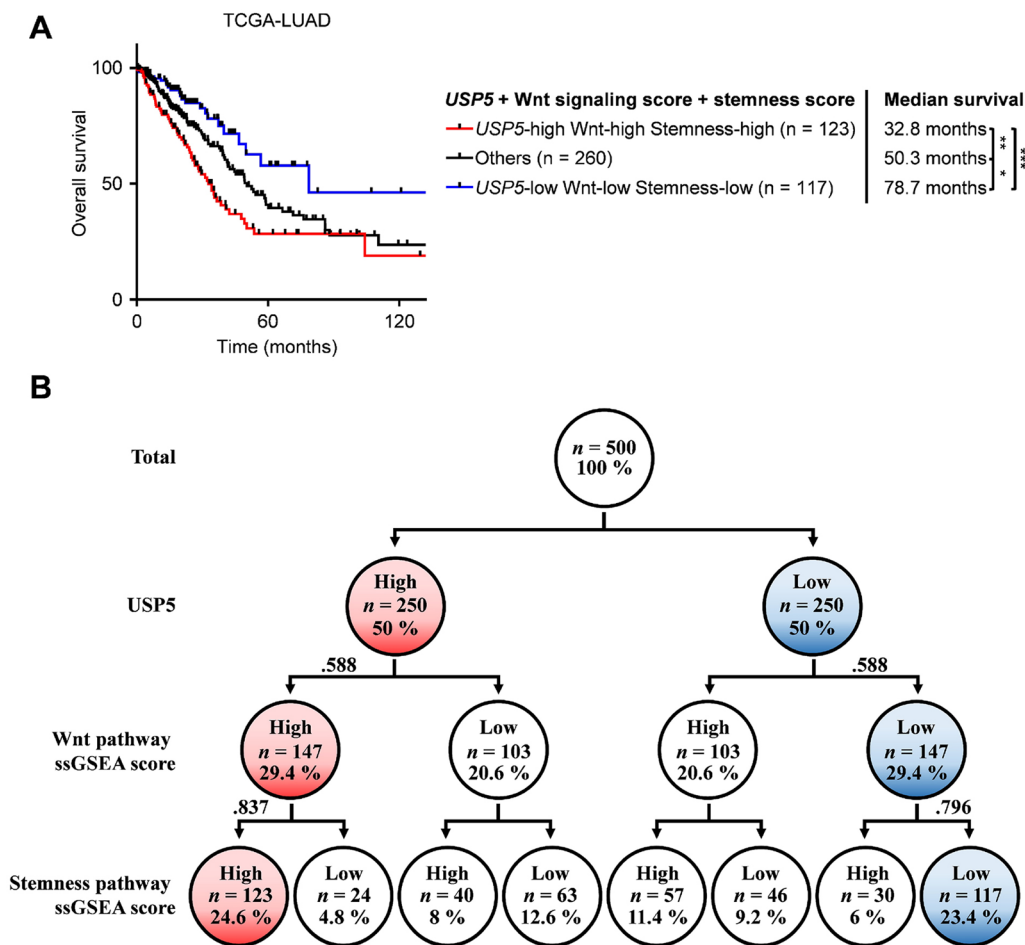 A
TCGA-LUAD
Overall survival
100
50
0
0
60
120
Time (months)
USP5 + Wnt signaling score + stemness score
Median survival
USP5-high Wnt-high Stemness-high (n = 123)
32.8 months
Others (n = 260)
50.3 months
USP5-low Wnt-low Stemness-low (n = 117)
78.7 months
**
*
***
B
Total
n = 500
100 %
USP5
High
n = 250
50 %
Low
n = 250
50 %
.588
.588
Wnt pathway
ssGSEA score
High
n = 147
29.4 %
Low
n = 103
20.6 %
High
n = 103
20.6 %
Low
n = 147
29.4 %
.837
.796
Stemness pathway
ssGSEA score
High
n = 123
24.6 %
Low
n = 24
4.8 %
High
n = 40
8 %
Low
n = 63
12.6 %
High
n = 57
11.4 %
Low
n = 46
9.2 %
High
n = 30
6 %
Low
n = 117
23.4 %